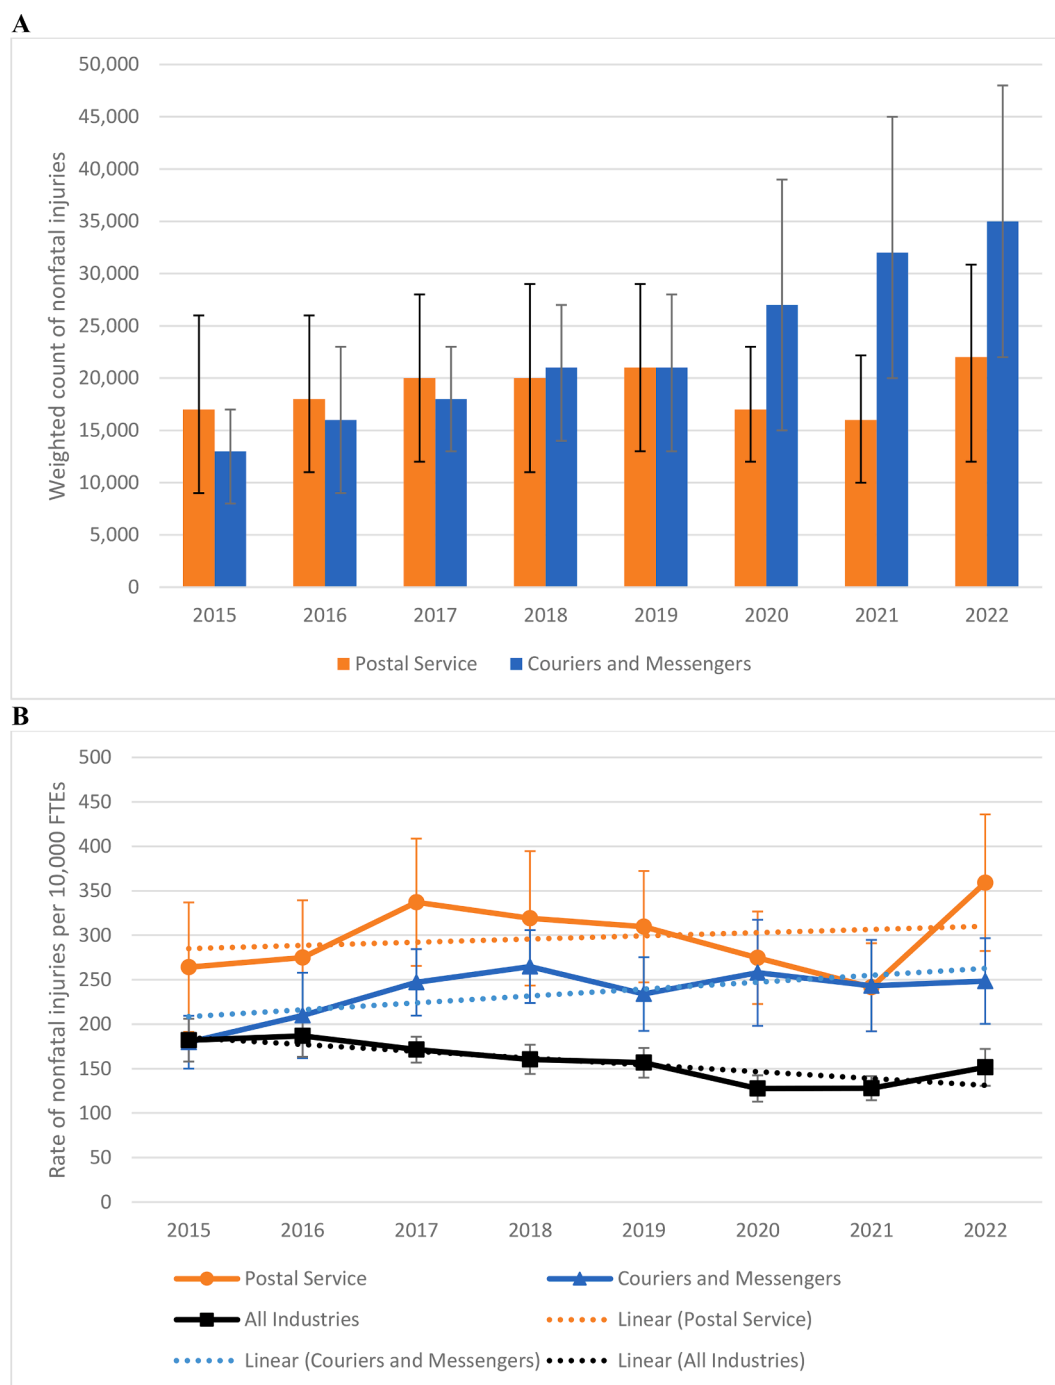 A
Weighted count of nonfatal injuries
50,000
45,000
40,000
35,000
30,000
25,000
20,000
15,000
10,000
5,000
0
2015 2016 2017 2018 2019 2020 2021 2022
Postal Service Couriers and Messengers
B
Rate of nonfatal injuries per 10,000 FTEs
500
450
400
350
300
250
200
150
100
50
0
2015 2016 2017 2018 2019 2020 2021 2022
Postal Service Couriers and Messengers
All Industries Linear (Postal Service)
Linear (Couriers and Messengers) Linear (All Industries)